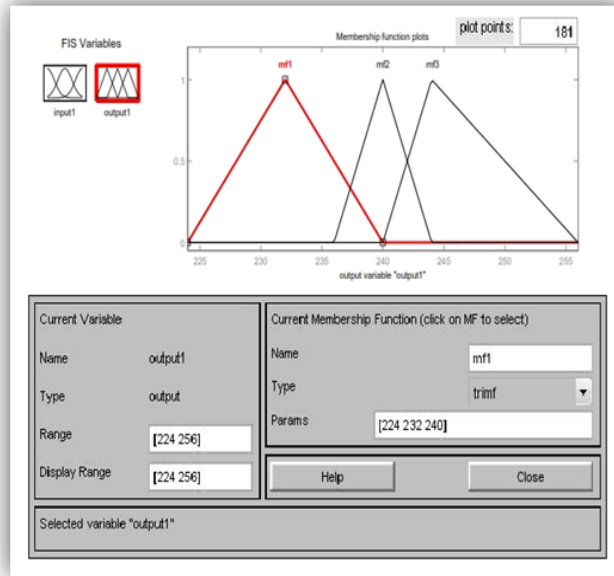 FIS Variables
Membership function plots
plot points: 181
input1
output1
mf1
mf2
mf3
1
0.5
0
225
230
235
240
245
250
255
output variable "output1"
Current Variable
Name output1
Type output
Range [224 256]
Display Range [224 256]
Current Membership Function (click on MF to select)
Name mf1
Type trimf
Params [224 232 240]
Help
Close
Selected variable "output1"